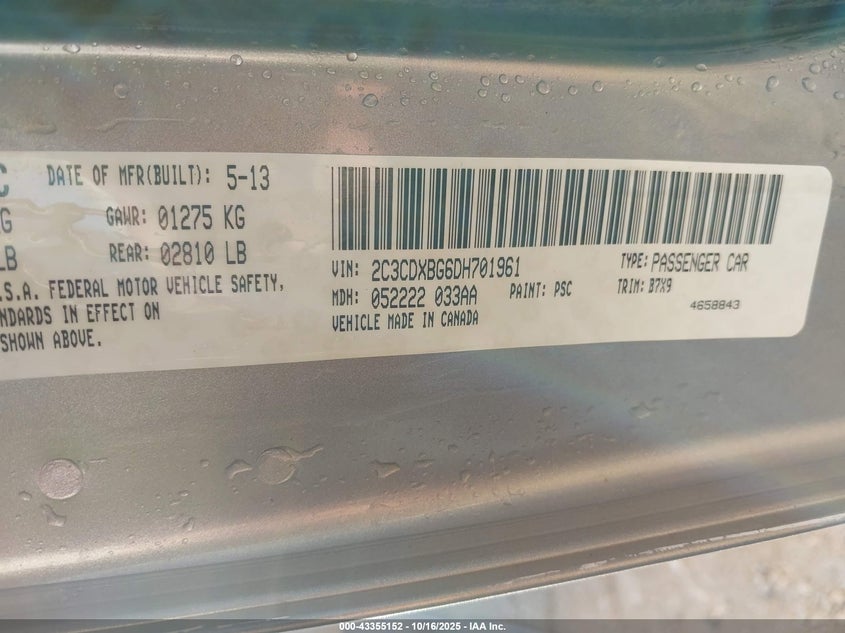 C DATE OF MFR(BUILT): 5-13
G GAWR: 01275 KG
LB REAR: 02810 LB
.S.A. FEDERAL MOTOR VEHICLE SAFETY,
NDARDS IN EFFECT ON
SHOWN ABOVE.
VIN: 2C3CDXBG6DH701961 TYPE: PASSENGER CAR
MDH: 052222 033AA PAINT: PSC TRIM: B7X9
VEHICLE MADE IN CANADA 4658843
000-43355152 | 10/16/2025 - IAA Inc.